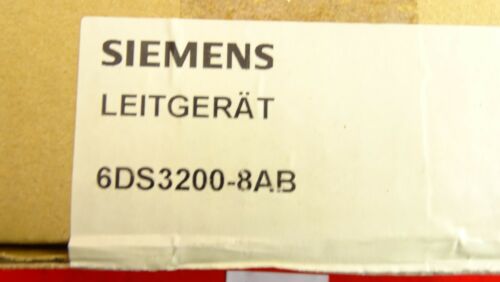 SIEMENS
LEITGERÄT
6DS3200-8AB